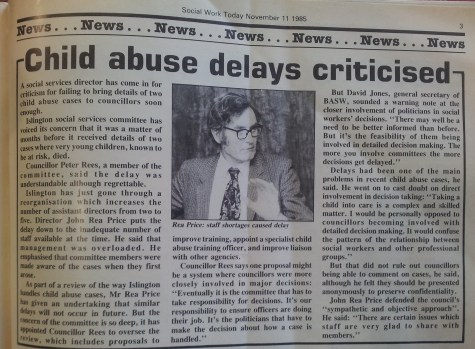 Social Work Today November 11 1985
3
News... News... News... News... News... News... News
Child abuse delays criticised
A social services director has come in for
criticism for failing to bring details of two
child abuse cases to councillors soon
enough.
Islington social services committee has
voiced its concern that it was a matter of
months before it received details of two
cases where very young children, known to
be at risk, died.
Councillor Peter Rees, a member of the
committee, said the delay was
understandable although regrettable.
Islington has just gone through a
reorganisation which increases the
number of assistant directors from two to
five. Director John Rea Price puts the
delay down to the inadequate number of
staff available at the time. He said that
management was overloaded. He
emphasised that committee members were
made aware of the cases when they first
arose.
As part of a review of the way Islington
handles child abuse cases, Mr Rea Price
has given an undertaking that similar
delays will not occur in future. But the
concern of the committee is so deep, it has
appointed Councillor Rees to oversee the
review, which includes proposals to
Rea Price: staff shortages caused delay
improve training, appoint a specialist child
abuse training officer, and improve liaison
with other agencies.
Councillor Rees says one proposal might
be a system where councillors were more
closely involved in major decisions:
"Eventually it is the committee that has to
take responsibility for decisions. It's our
responsibility to ensure officers are doing
their job. It's the politicians that have to
make the decision about how a case is
handled."
But David Jones, general secretary of
BASW, sounded a warning note at the
closer involvement of politicians in social
workers' decisions. "There may well be a
need to be better informed than before.
But it's the feasibility of them being
involved in detailed decision making. The
more you involve committees the more
decisions get delayed."
Delays had been one of the main
problems in recent child abuse cases, he
said. He went on to cast doubt on direct
involvement in decision taking: "Taking a
child into care is a complex and skilled
matter. I would be personally opposed to
councillors becoming involved with
detailed decision making. It would confuse
the pattern of the relationship between
social workers and other professional
groups."
But that did not rule out councillors
being able to comment on cases, he said,
although he felt they should be presented
anonymously to preserve confidentiality.
John Rea Price defended the council's
"sympathetic and objective approach".
He said: "There are certain issues which
staff are very glad to share with
members."